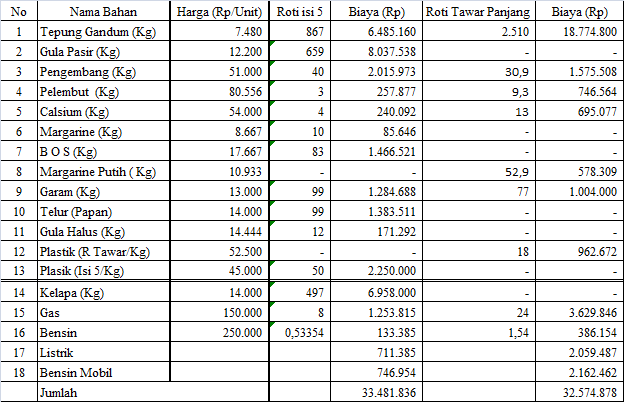 No Nama Bahan Harga (Rp/Unit) Roti isi 5 Biaya (Rp) Roti Tawar Panjang Biaya (Rp)
1 Tepung Gandum (Kg) 7.480 867 6.485.160 2.510 18.774.800
2 Gula Pasir (Kg) 12.200 659 8.037.538 - -
3 Pengembang (Kg) 51.000 40 2.015.973 30,9 1.575.508
4 Pelembut (Kg) 80.556 3 257.877 9,3 746.564
5 Calsium (Kg) 54.000 4 240.092 13 695.077
6 Margarine (Kg) 8.667 10 85.646 - -
7 B O S (Kg) 17.667 83 1.466.521 - -
8 Margarine Putih ( Kg) 10.933 - - 52,9 578.309
9 Garam (Kg) 13.000 99 1.284.688 77 1.004.000
10 Telur (Papan) 14.000 99 1.383.511 - -
11 Gula Halus (Kg) 14.444 12 171.292 - -
12 Plastik (R Tawar/Kg) 52.500 - - 18 962.672
13 Plasik (Isi 5/Kg) 45.000 50 2.250.000 - -
14 Kelapa (Kg) 14.000 497 6.958.000 - -
15 Gas 150.000 8 1.253.815 24 3.629.846
16 Bensin 250.000 0,53354 133.385 1,54 386.154
17 Listrik 711.385 2.059.487
18 Bensin Mobil 746.954 2.162.462
Jumlah 33.481.836 32.574.878